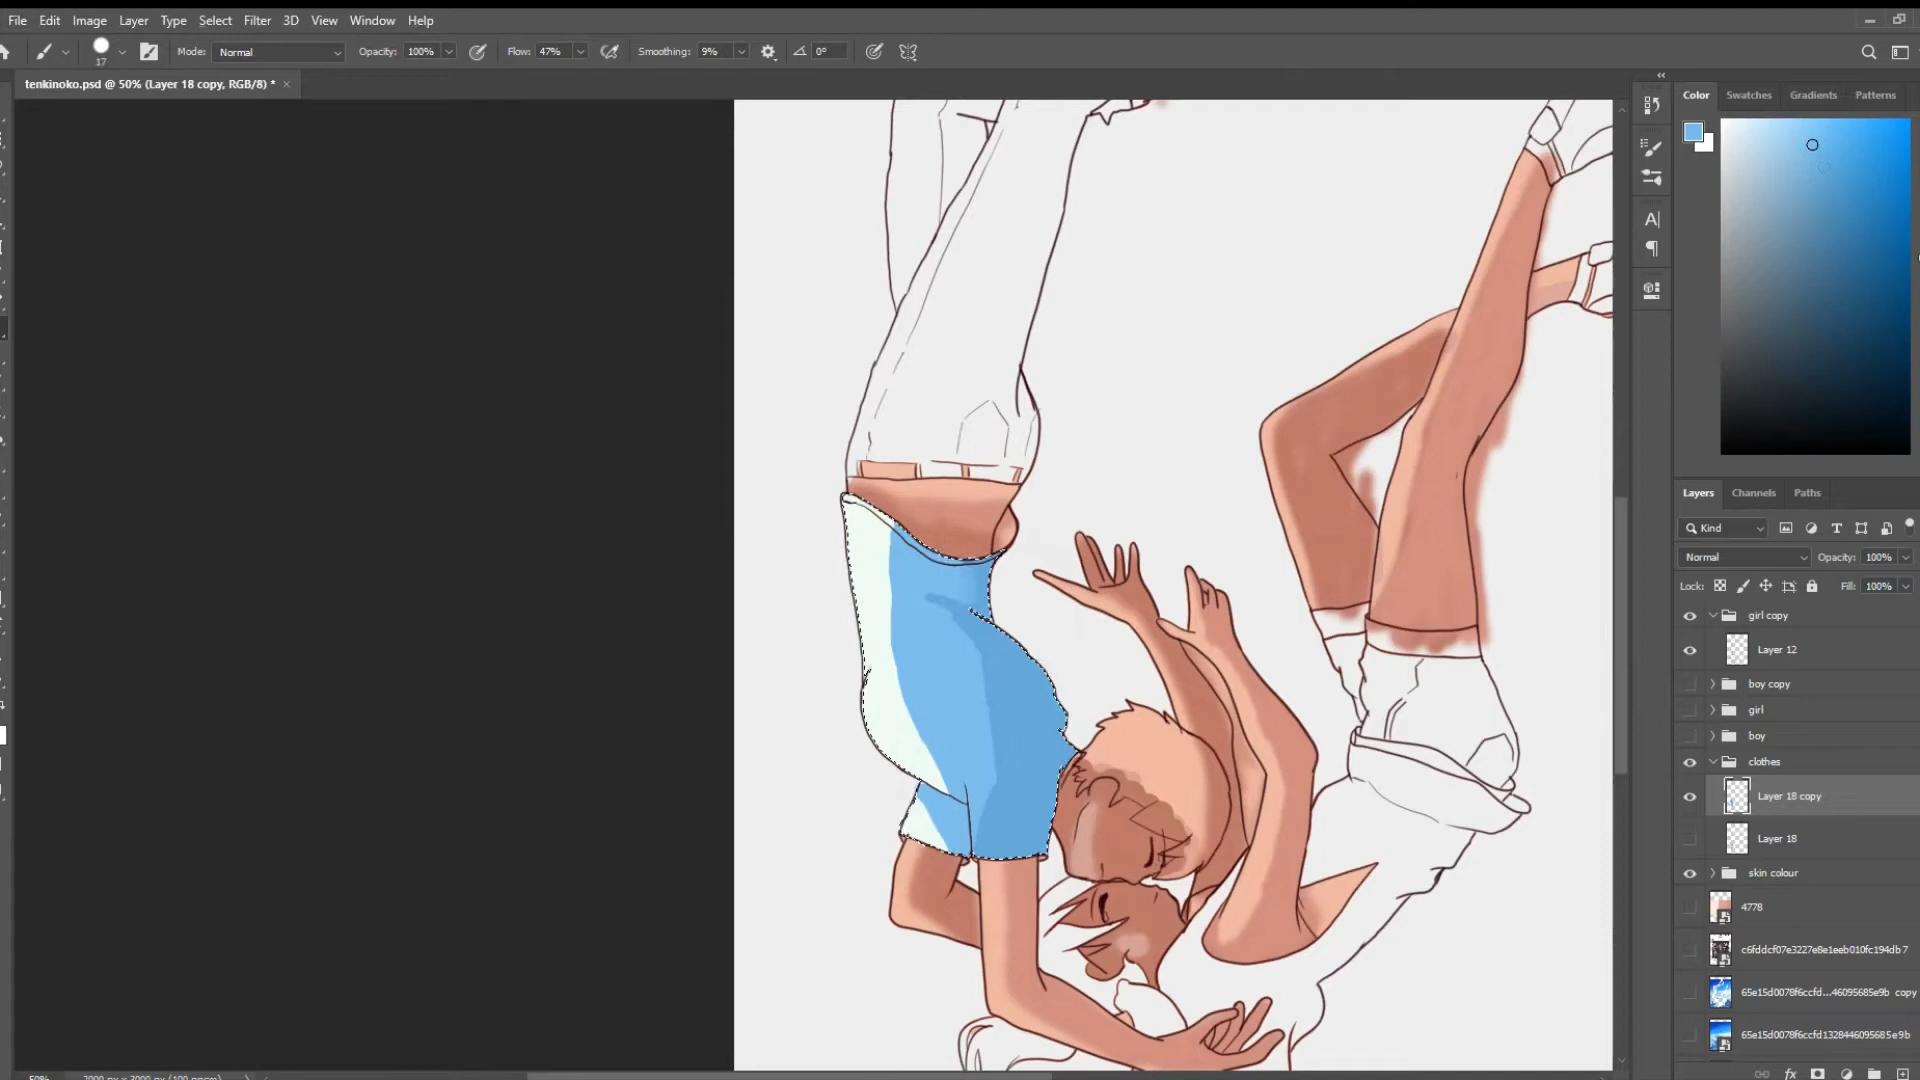 File Edit Image Layer Type Select Filter 3D View Window Help
17 Mode: Normal Opacity: 100% Flow: 47% Smoothing: 9% 0°
tenkinoko.psd @ 50% (Layer 18 copy, RGB/8) * ×
Color Swatches Gradients Patterns
Layers Channels Paths
Kind
Normal Opacity: 100%
Lock: Fill: 100%
girl copy
Layer 12
boy copy
girl
boy
clothes
Layer 18 copy
Layer 18
skin colour
4778
c6fddcf07e3227e8e1eeb010fc194db7
65e15d0078f6ccfd...46095685e9b copy
65e15d0078f6ccfd1328446095685e9b